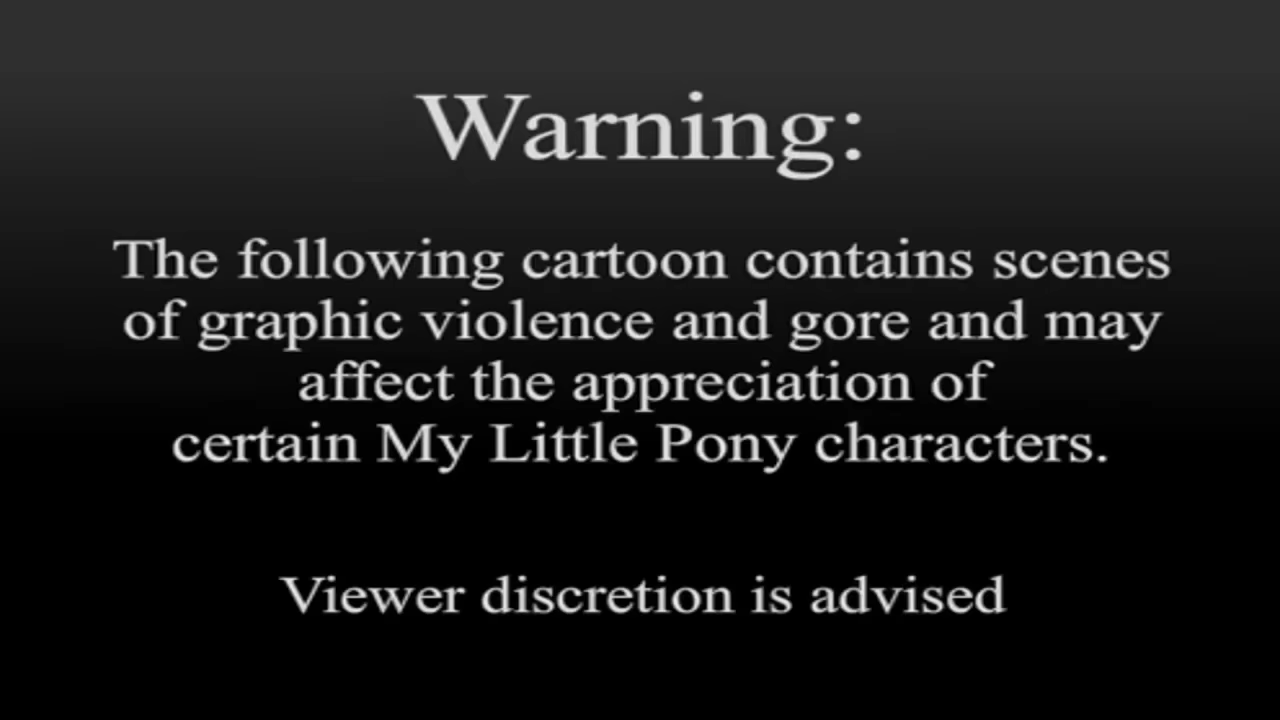 Warning:
The following cartoon contains scenes
of graphic violence and gore and may
affect the appreciation of
certain My Little Pony characters.
Viewer discretion is advised